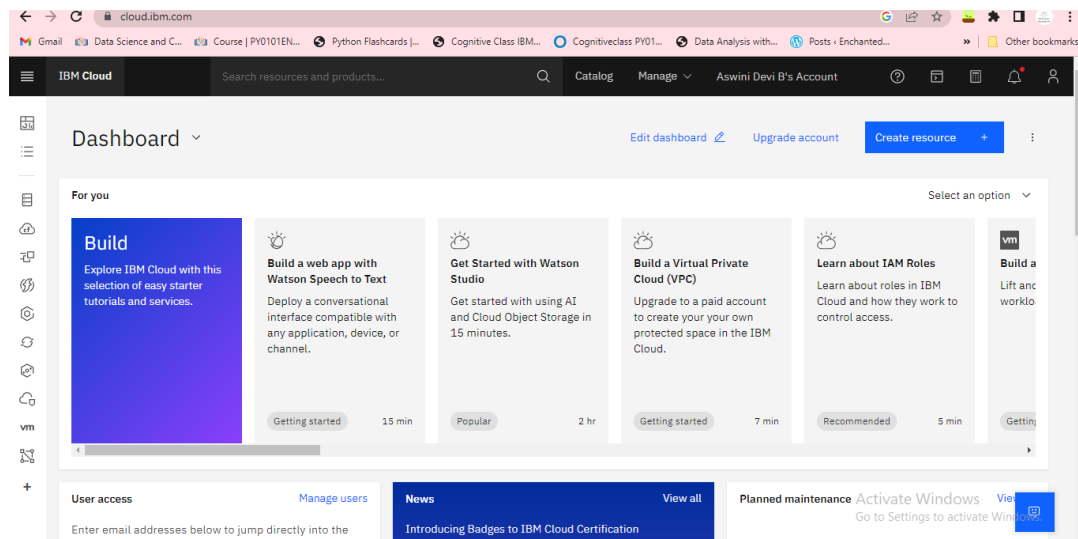 cloud.ibm.com
Gmail
Data Science and C...
Course | PY0101EN...
Python Flashcards |...
Cognitive Class IBM...
Cognitiveclass PY01...
Data Analysis with...
Posts ‹ Enchanted...
»
Other bookmarks
IBM Cloud
Search resources and products...
Catalog
Manage
Aswini Devi B's Account
Dashboard
Edit dashboard
Upgrade account
Create resource +
For you
Select an option
Build
Explore IBM Cloud with this
selection of easy starter
tutorials and services.
Build a web app with
Watson Speech to Text
Deploy a conversational
interface compatible with
any application, device, or
channel.
Getting started
15 min
Get Started with Watson
Studio
Get started with using AI
and Cloud Object Storage in
15 minutes.
Popular
2 hr
Build a Virtual Private
Cloud (VPC)
Upgrade to a paid account
to create your your own
protected space in the IBM
Cloud.
Getting started
7 min
Learn about IAM Roles
Learn about roles in IBM
Cloud and how they work to
control access.
Recommended
5 min
vm
Build a
Lift and
worklo
Getting
vm
User access
Manage users
Enter email addresses below to jump directly into the
News
View all
Introducing Badges to IBM Cloud Certification
Planned maintenance
Activate Windows
Go to Settings to activate Windows.